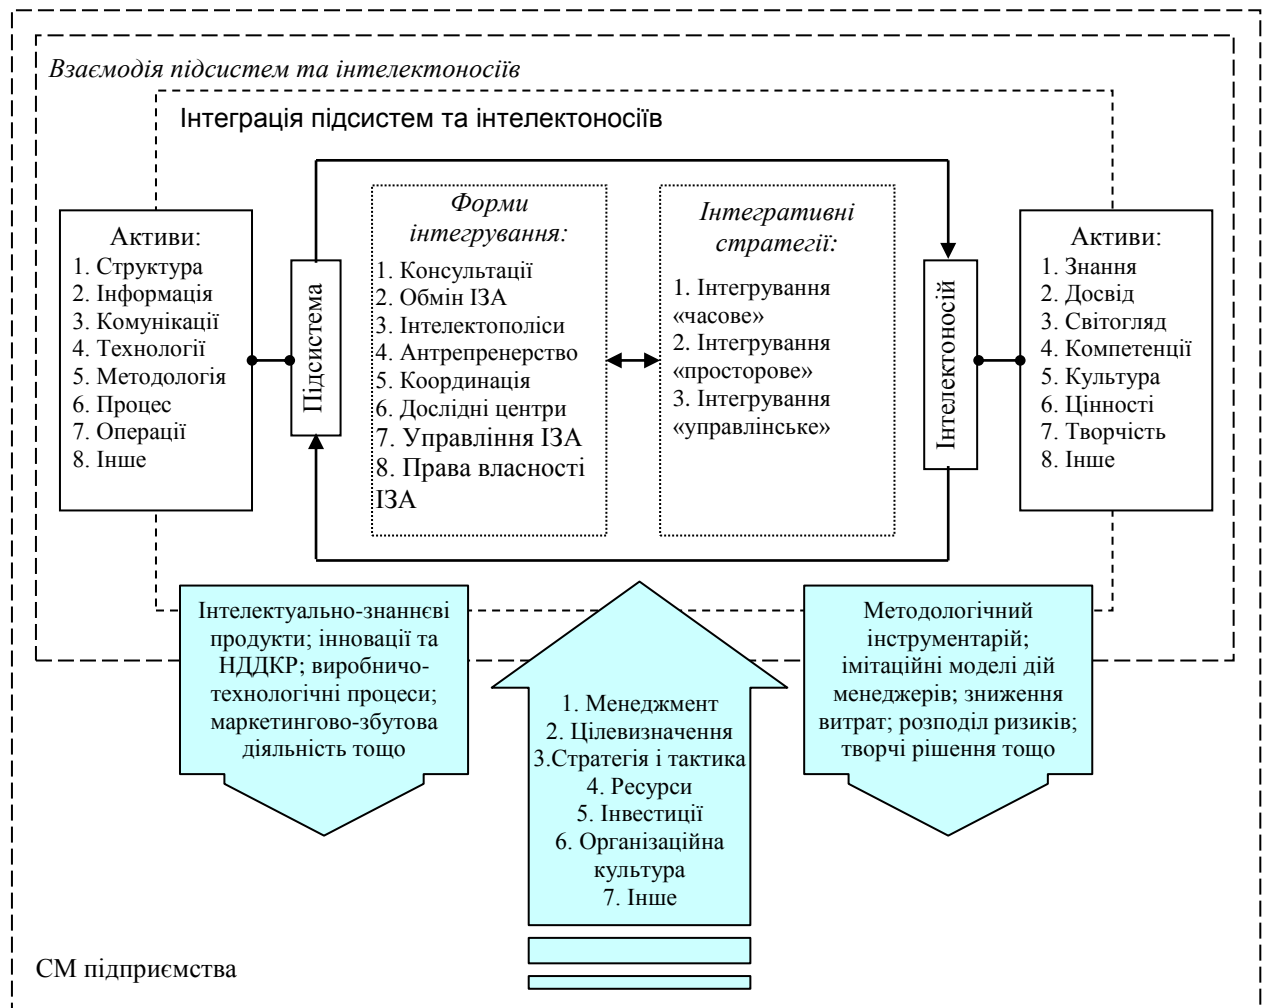 Взаємодія підсистем та інтелектоносіїв
Інтеграція підсистем та інтелектоносіїв
Активи:
1. Структура
2. Інформація
3. Комунікації
4. Технології
5. Методологія
6. Процес
7. Операції
8. Інше
Підсистема
Форми
інтегрування:
1. Консультації
2. Обмін ІЗА
3. Інтелектополіси
4. Антрепренерство
5. Координація
6. Дослідні центри
7. Управління ІЗА
8. Права власності
ІЗА
Інтегративні
стратегії:
1. Інтегрування
«часове»
2. Інтегрування
«просторове»
3. Інтегрування
«управлінське»
Інтелектоносій
Активи:
1. Знання
2. Досвід
3. Світогляд
4. Компетенції
5. Культура
6. Цінності
7. Творчість
8. Інше
Інтелектуально-знаннєві
продукти; інновації та
НДДКР; виробничо-
технологічні процеси;
маркетингово-збутова
діяльність тощо
1. Менеджмент
2. Цілевизначення
3.Стратегія і тактика
4. Ресурси
5. Інвестиції
6. Організаційна
культура
7. Інше
Методологічний
інструментарій;
імітаційні моделі дій
менеджерів; зниження
витрат; розподіл ризиків;
творчі рішення тощо
СМ підприємства